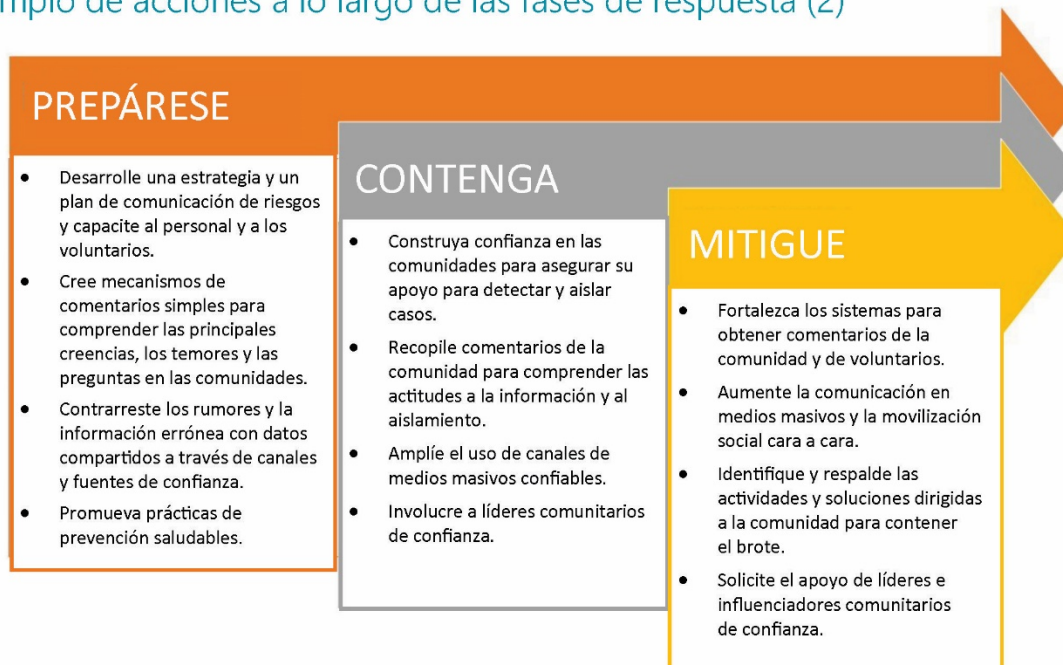 mplo de acciones a lo largo de las fases de respuesta (2)
PREPÁRESE
• Desarrolle una estrategia y un
plan de comunicación de riesgos
y capacite al personal y a los
voluntarios.
• Cree mecanismos de
comentarios simples para
comprender las principales
creencias, los temores y las
preguntas en las comunidades.
• Contrarreste los rumores y la
información errónea con datos
compartidos a través de canales
y fuentes de confianza.
• Promueva prácticas de
prevención saludables.
CONTENGA
• Construya confianza en las
comunidades para asegurar su
apoyo para detectar y aislar
casos.
• Recopile comentarios de la
comunidad para comprender las
actitudes a la información y al
aislamiento.
• Amplíe el uso de canales de
medios masivos confiables.
• Involucre a líderes comunitarios
de confianza.
MITIGUE
• Fortalezca los sistemas para
obtener comentarios de la
comunidad y de voluntarios.
• Aumente la comunicación en
medios masivos y la movilización
social cara a cara.
• Identifique y respalde las
actividades y soluciones dirigidas
a la comunidad para contener
el brote.
• Solicite el apoyo de líderes e
influenciadores comunitarios
de confianza.